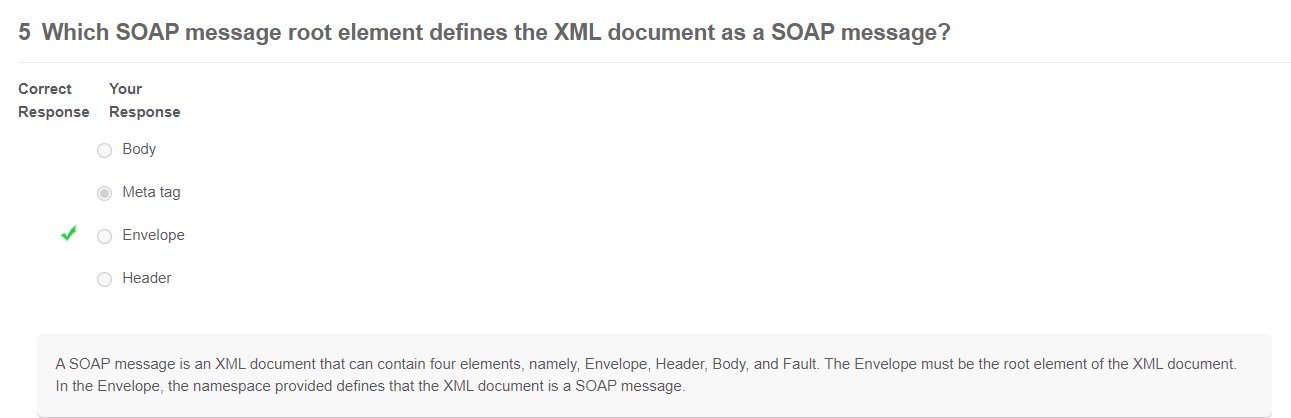 5 Which SOAP message root element defines the XML document as a SOAP message?
Correct Your
Response Response
Body
Meta tag
Envelope
Header
A SOAP message is an XML document that can contain four elements, namely, Envelope, Header, Body, and Fault. The Envelope must be the root element of the XML document.
In the Envelope, the namespace provided defines that the XML document is a SOAP message.